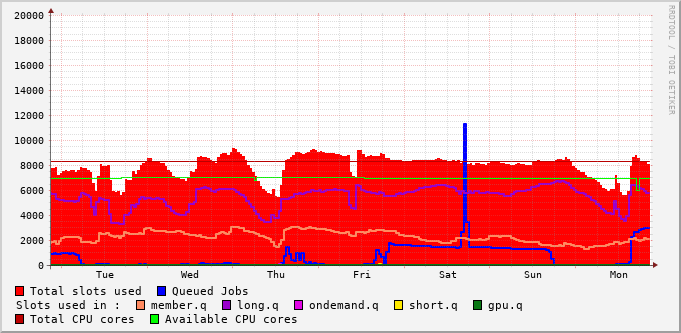 20000
18000
16000
14000
12000
10000
8000
6000
4000
2000
0
Tue Wed Thu Fri Sat Sun Mon
Total slots used Queued Jobs
Slots used in : member.q long.q ondemand.q short.q gpu.q
Total CPU cores Available CPU cores
RRDTOOL / TOBI OETIKER